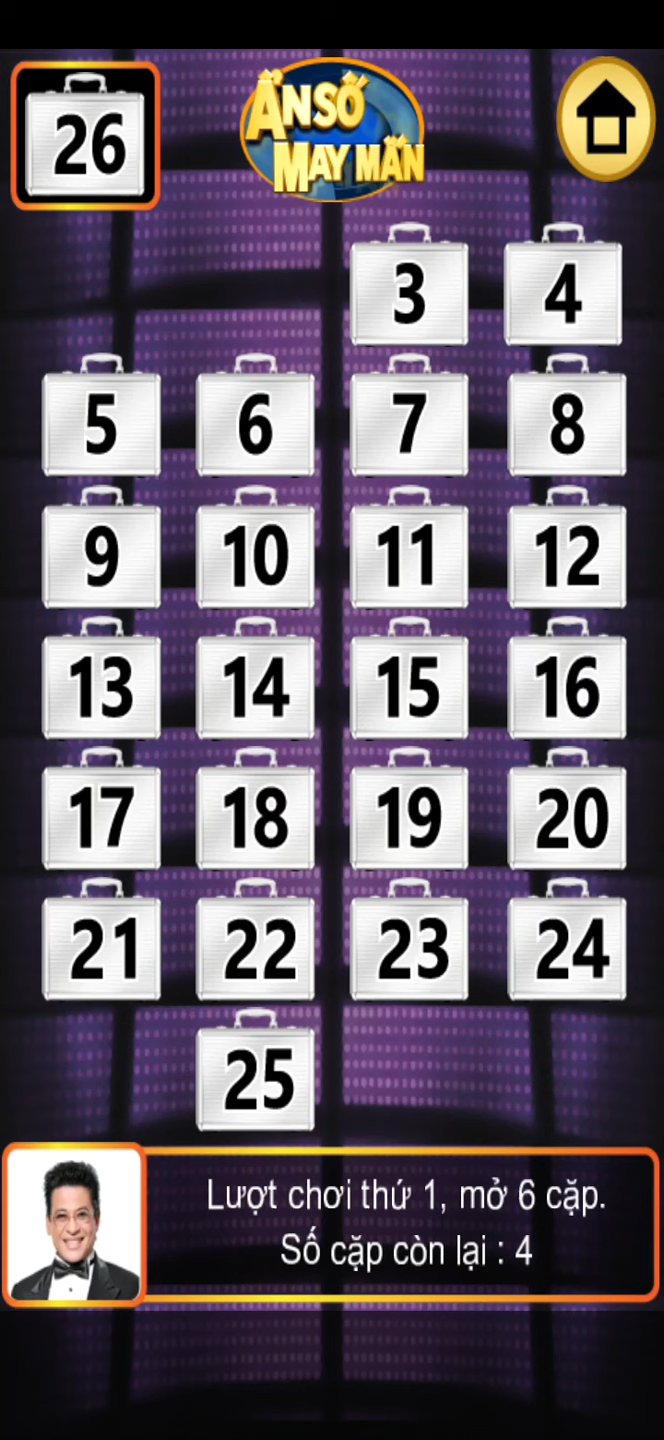 26
ẨN SỐ
MAY MẮN
3 4
5 6 7 8
9 10 11 12
13 14 15 16
17 18 19 20
21 22 23 24
25
Lượt chơi thứ 1, mở 6 cặp.
Số cặp còn lại : 4